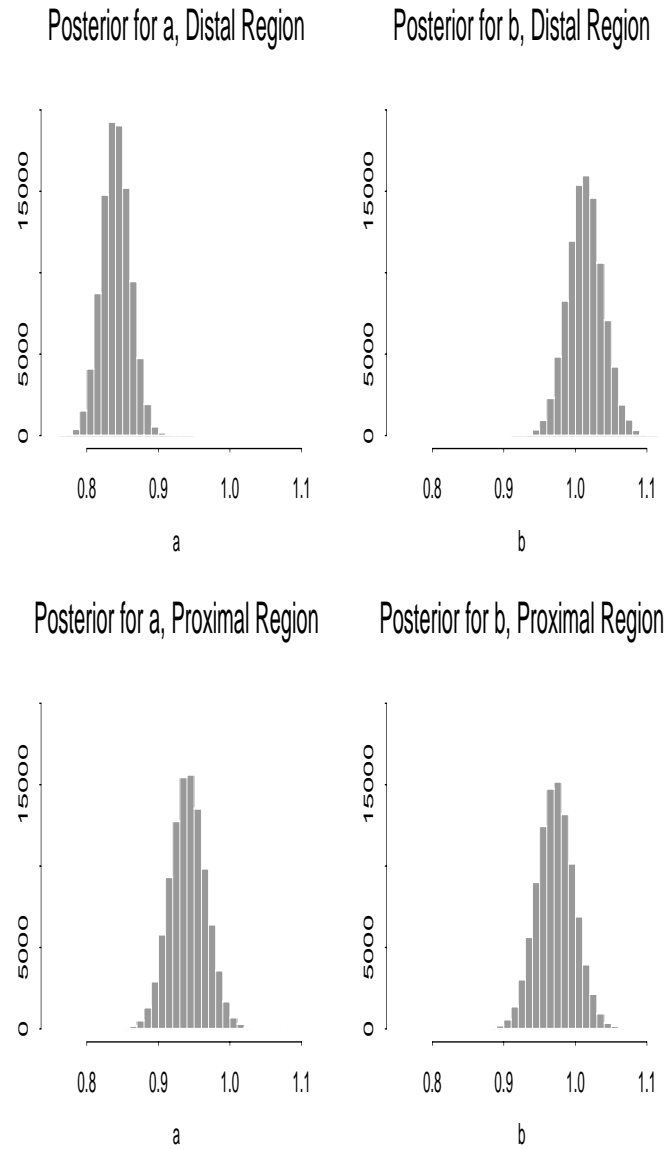 Posterior for a, Distal Region
15000
5000
0
0.8 0.9 1.0 1.1
a
Posterior for b, Distal Region
15000
5000
0
0.8 0.9 1.0 1.1
b
Posterior for a, Proximal Region
15000
5000
0
0.8 0.9 1.0 1.1
a
Posterior for b, Proximal Region
15000
5000
0
0.8 0.9 1.0 1.1
b